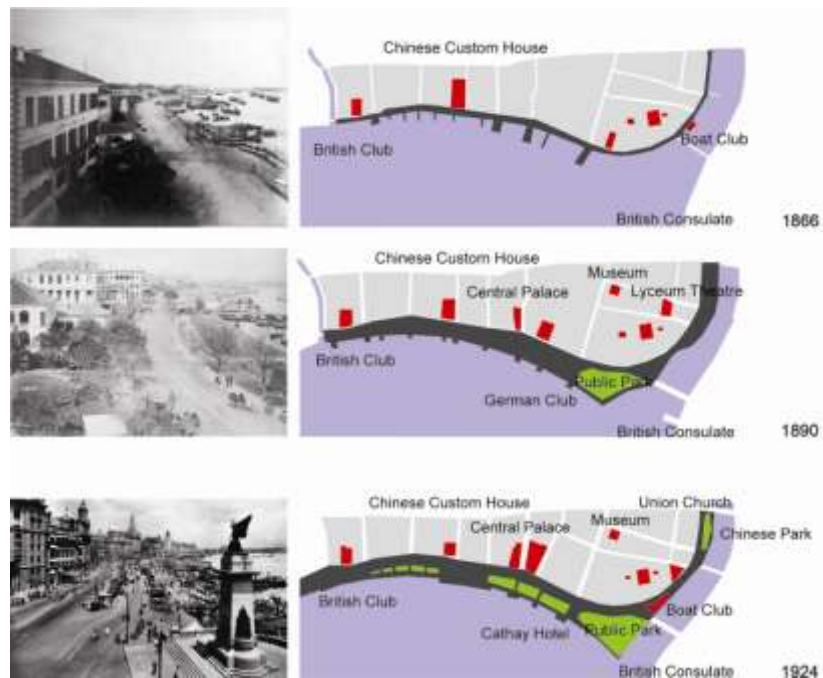 Chinese Custom House
British Club
Boat Club
British Consulate
1866
Chinese Custom House
Museum
Central Palace
Lyceum Theatre
British Club
Public Park
German Club
British Consulate
1890
Chinese Custom House
Union Church
Central Palace
Museum
Chinese Park
British Club
Boat Club
Cathay Hotel
Public Park
British Consulate
1924